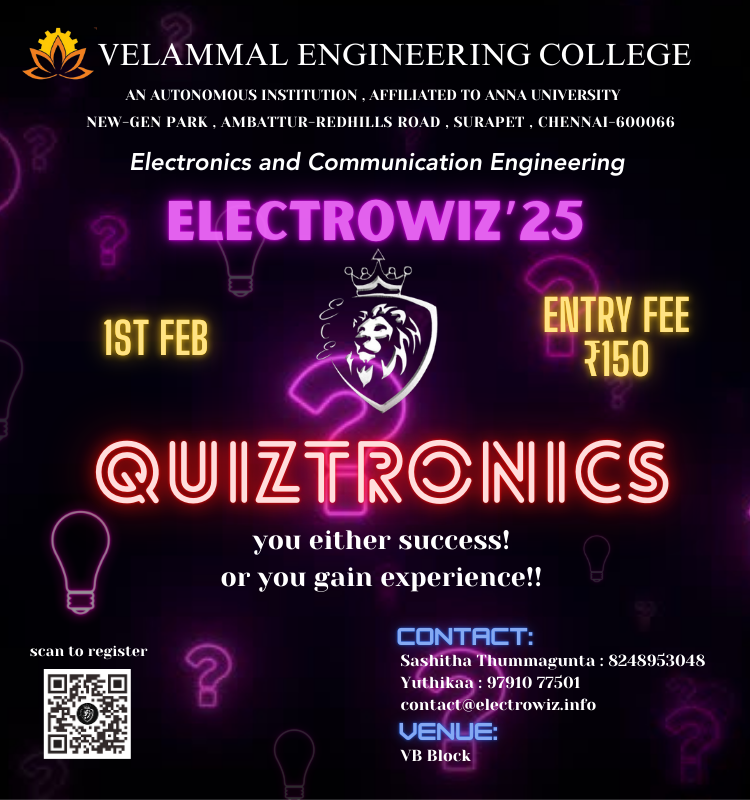 VELAMMAL ENGINEERING COLLEGE
AN AUTONOMOUS INSTITUTION , AFFILIATED TO ANNA UNIVERSITY
NEW-GEN PARK , AMBATTUR-REDHILLS ROAD , SURAPET , CHENNAI-600066
Electronics and Communication Engineering
ELECTROWIZ'25
1ST FEB
ENTRY FEE
₹150
QUIZTRONICS
you either success!
or you gain experience!!
scan to register
CONTACT:
Sashitha Thummagunta : 8248953048
Yuthikaa : 97910 77501
contact@electrowiz.info
VENUE:
VB Block